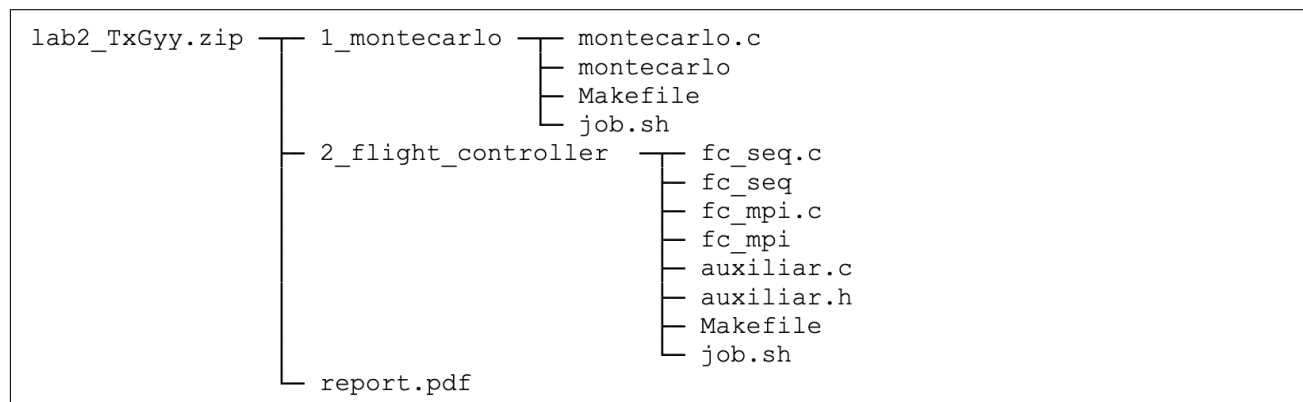 lab2_TxGyy.zip 1_montecarlo montecarlo.c
montecarlo
Makefile
job.sh
2_flight_controller fc_seq.c
fc_seq
fc_mpi.c
fc_mpi
auxiliar.c
auxiliar.h
Makefile
job.sh
report.pdf